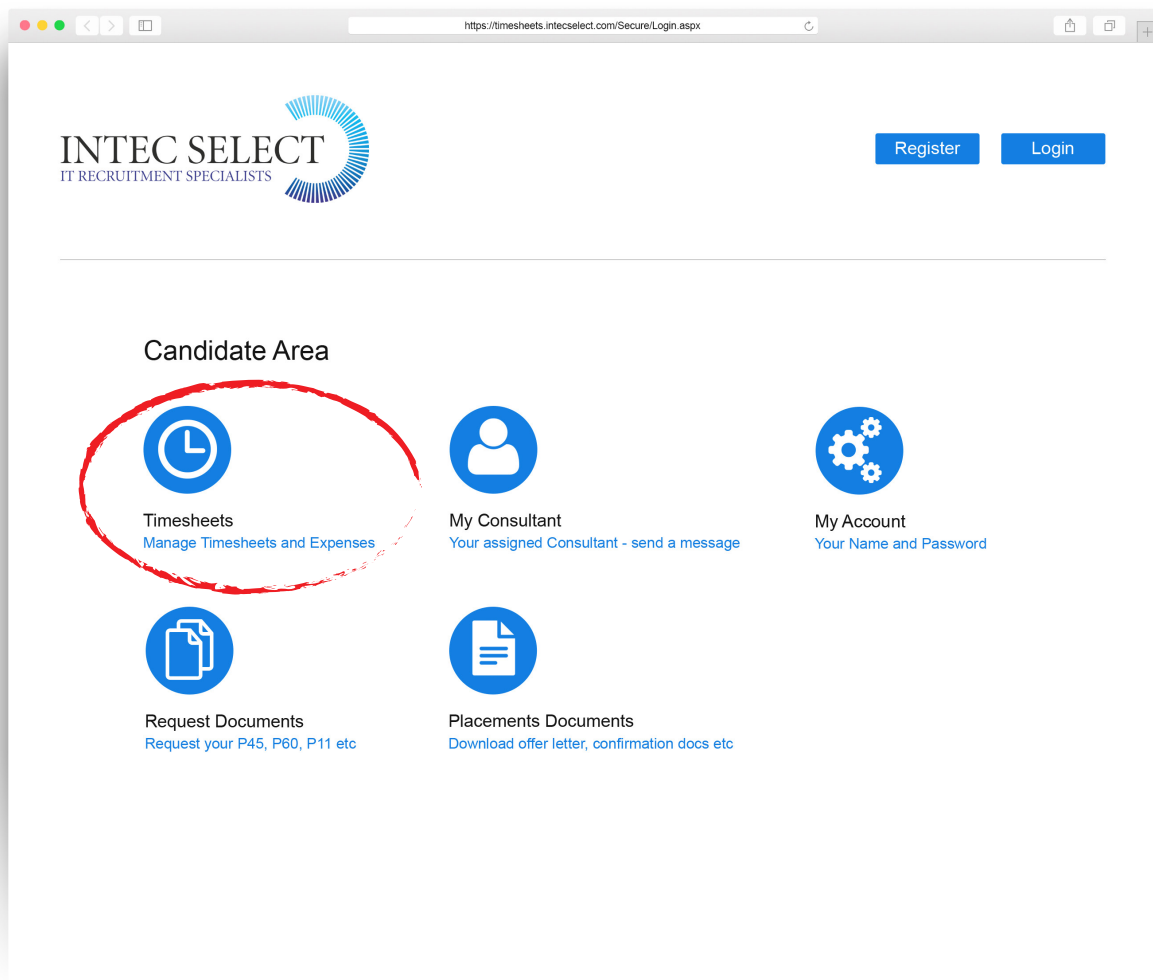 https://timesheets.intecselect.com/Secure/Login.aspx
INTEC SELECT
IT RECRUITMENT SPECIALISTS
Register
Login
Candidate Area
Timesheets
Manage Timesheets and Expenses
My Consultant
Your assigned Consultant - send a message
My Account
Your Name and Password
Request Documents
Request your P45, P60, P11 etc
Placements Documents
Download offer letter, confirmation docs etc